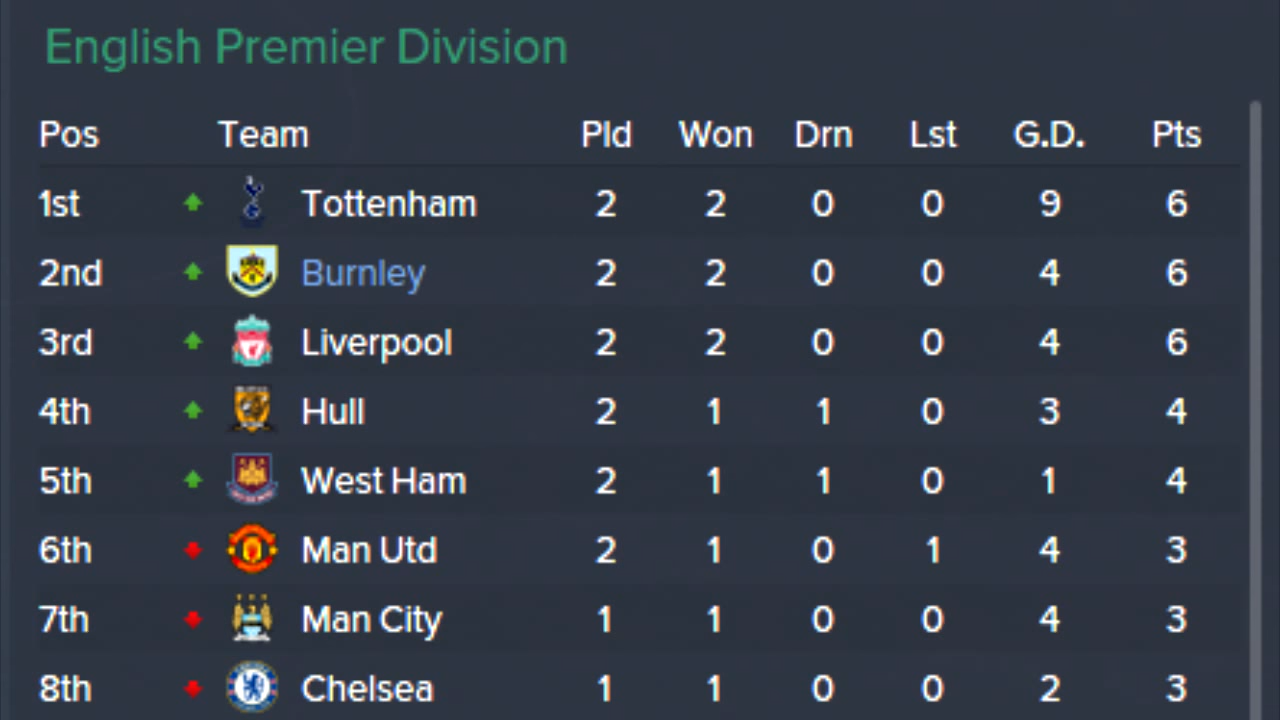 English Premier Division
Pos Team Pld Won Drn Lst G.D. Pts
1st Tottenham 2 2 0 0 9 6
2nd Burnley 2 2 0 0 4 6
3rd Liverpool 2 2 0 0 4 6
4th Hull 2 1 1 0 3 4
5th West Ham 2 1 1 0 1 4
6th Man Utd 2 1 0 1 4 3
7th Man City 1 1 0 0 4 3
8th Chelsea 1 1 0 0 2 3